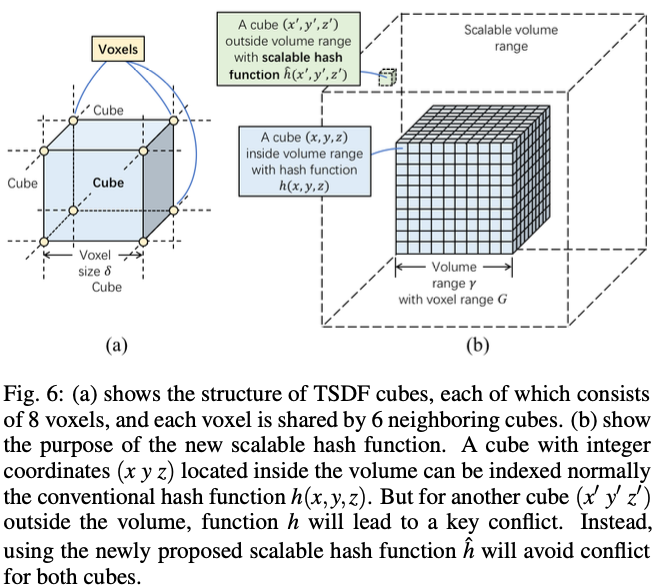 Voxels
Cube
Cube
Cube
Voxel
size δ
Cube
(a)
A cube (x′, y′, z′)
outside volume range
with scalable hash
function ĥ(x′, y′, z′)
Scalable volume
range
A cube (x, y, z)
inside volume range
with hash function
h(x, y, z)
Volume
range γ
with voxel range G
(b)
Fig. 6: (a) shows the structure of TSDF cubes, each of which consists
of 8 voxels, and each voxel is shared by 6 neighboring cubes. (b) show
the purpose of the new scalable hash function. A cube with integer
coordinates (x y z) located inside the volume can be indexed normally
the conventional hash function h(x, y, z). But for another cube (x′ y′ z′)
outside the volume, function h will lead to a key conflict. Instead,
using the newly proposed scalable hash function ĥ will avoid conflict
for both cubes.